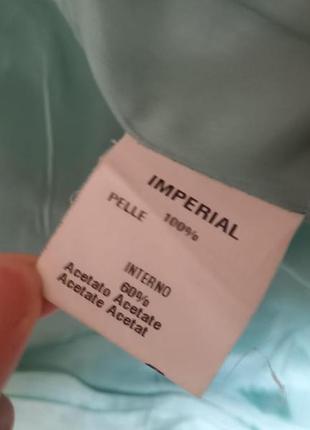 IMPERIAL
PELLE 100%
INTERNO
60%
Acetato Acetate
Acetate Acetat